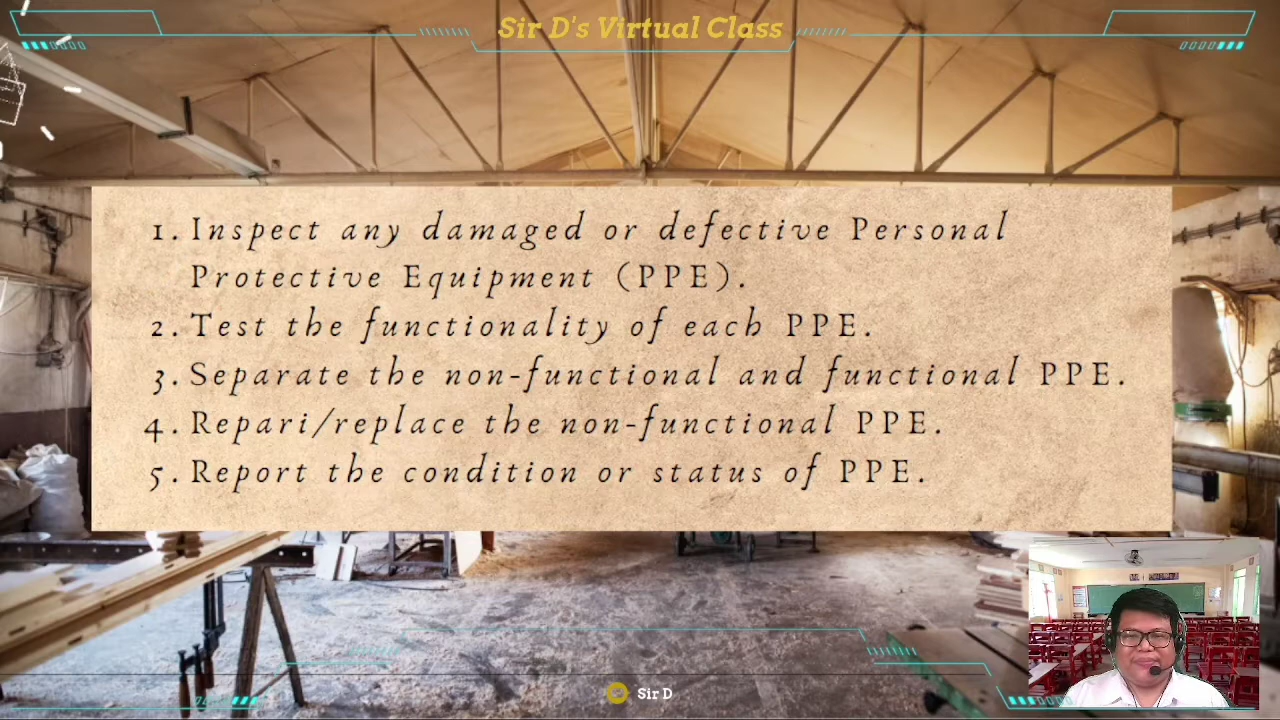 Sir D's Virtual Class
1. Inspect any damaged or defective Personal
Protective Equipment (PPE).
2. Test the functionality of each PPE.
3. Separate the non-functional and functional PPE.
4. Repari/replace the non-functional PPE.
5. Report the condition or status of PPE.
Sir D